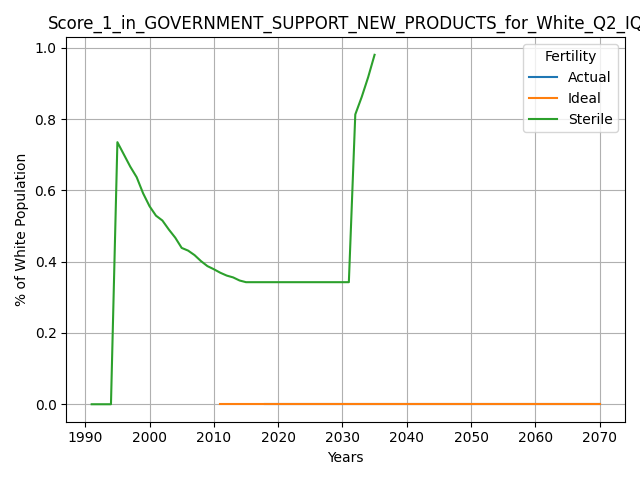 Score_1_in_GOVERNMENT_SUPPORT_NEW_PRODUCTS_for_White_Q2_IQ
Fertility
Actual
Ideal
Sterile
% of White Population
1.0
0.8
0.6
0.4
0.2
0.0
1990 2000 2010 2020 2030 2040 2050 2060 2070
Years